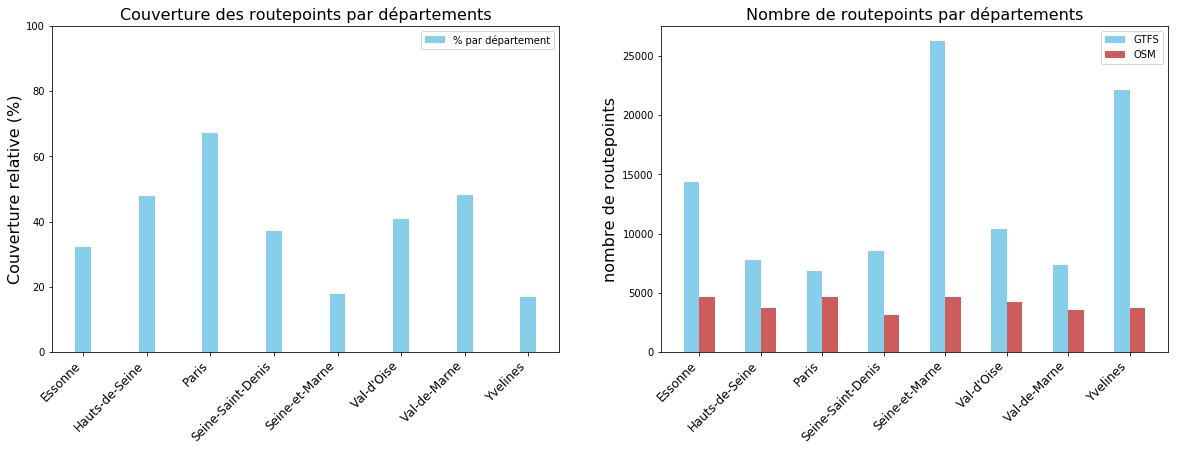 Couverture des routepoints par départements
Couverture relative (%)
100
80
60
40
20
0
% par département
Essonne
Hauts-de-Seine
Paris
Seine-Saint-Denis
Seine-et-Marne
Val-d'Oise
Val-de-Marne
Yvelines
Nombre de routepoints par départements
nombre de routepoints
25000
20000
15000
10000
5000
0
GTFS
OSM
Essonne
Hauts-de-Seine
Paris
Seine-Saint-Denis
Seine-et-Marne
Val-d'Oise
Val-de-Marne
Yvelines